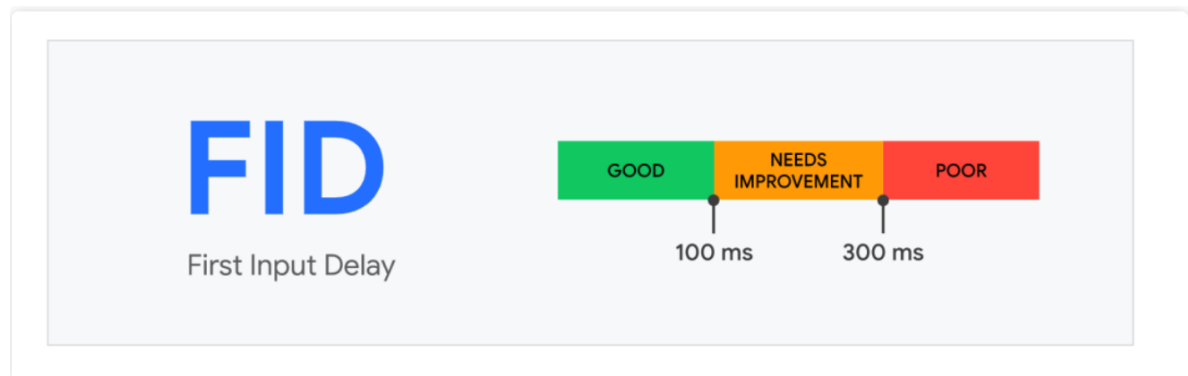 FID
First Input Delay
GOOD
NEEDS
IMPROVEMENT
POOR
100 ms
300 ms